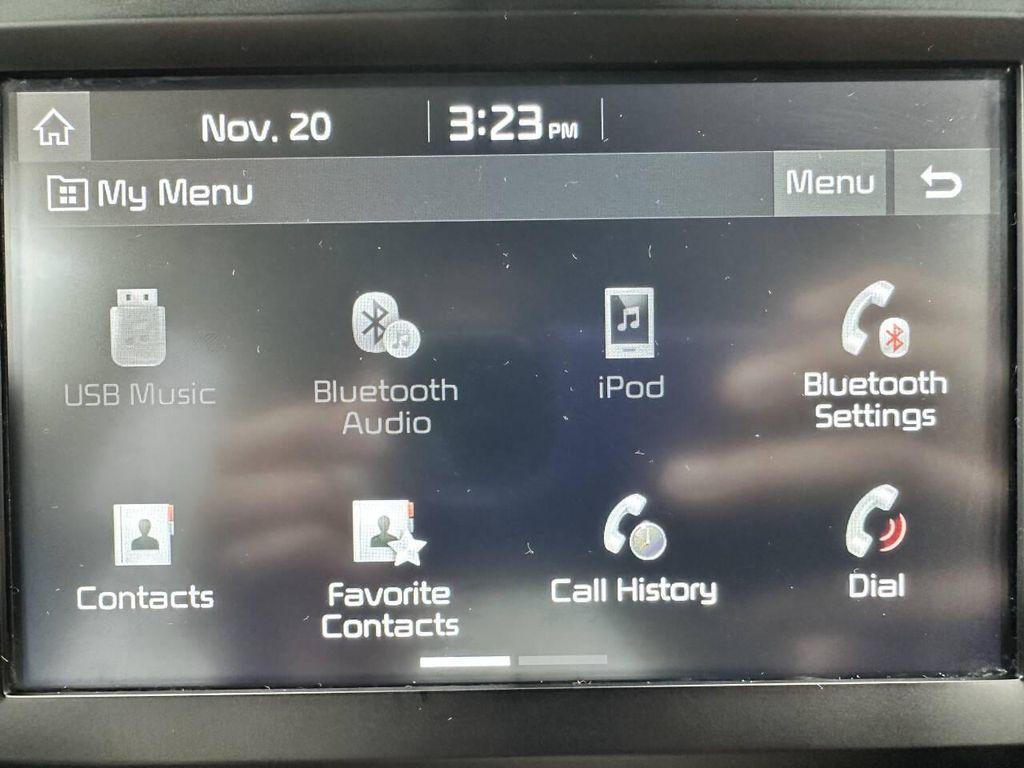 Nov. 20
3:23 PM
My Menu
Menu
USB Music
Bluetooth
Audio
iPod
Bluetooth
Settings
Contacts
Favorite
Contacts
Call History
Dial